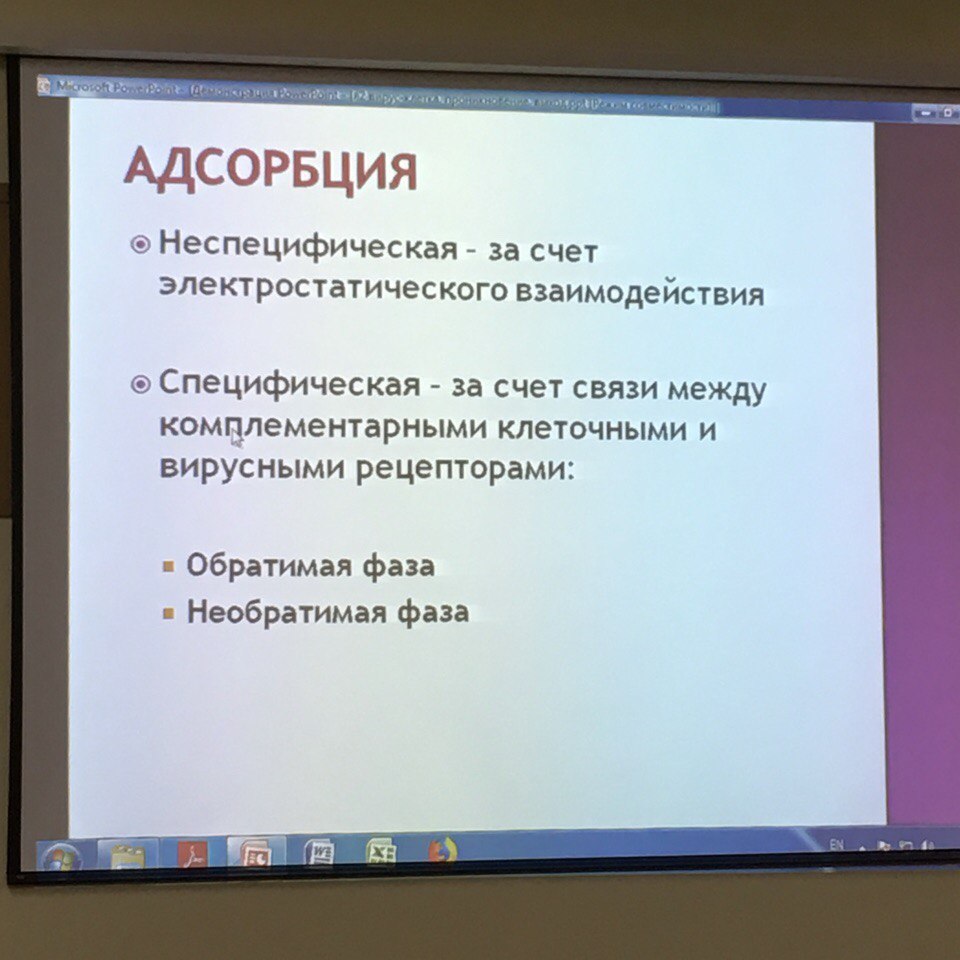 Microsoft PowerPoint - [Демонстрация PowerPoint -
АДСОРБЦИЯ
Неспецифическая - за счет
электростатического взаимодействия
Специфическая - за счет связи между
комплементарными клеточными и
вирусными рецепторами:
Обратимая фаза
Необратимая фаза
EN